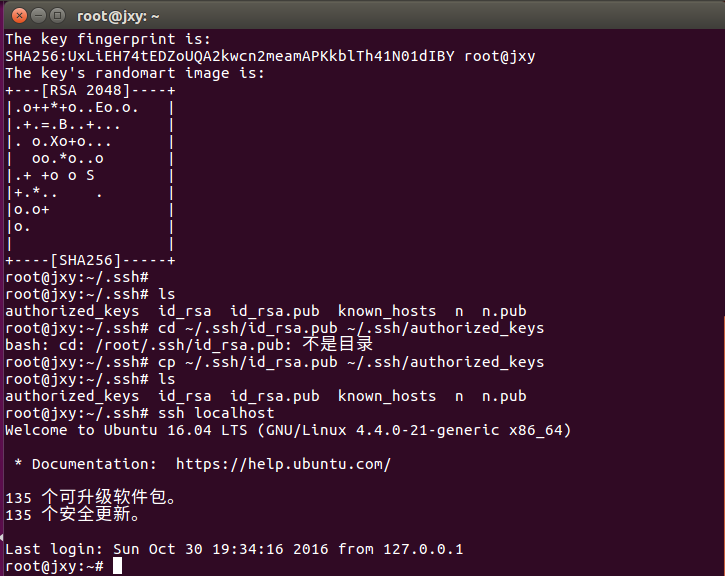 root@jxy: ~
The key fingerprint is:
SHA256:UxLiEH74tEDZoUQA2kwcn2meamAPKkblTh41N01dIBY root@jxy
The key's randomart image is:
+---[RSA 2048]----+
|.o++*+o..Eo.o.   |
|.+.=.B..+...     |
|. o.Xo+o...      |
|  oo.*o..o       |
|.+ +o o S        |
|+.*..    .       |
|o.o+             |
|o.               |
|                 |
+----[SHA256]-----+
root@jxy:~/.ssh#
root@jxy:~/.ssh# ls
authorized_keys  id_rsa  id_rsa.pub  known_hosts  n  n.pub
root@jxy:~/.ssh# cd ~/.ssh/id_rsa.pub ~/.ssh/authorized_keys
bash: cd: /root/.ssh/id_rsa.pub: 不是目录
root@jxy:~/.ssh# cp ~/.ssh/id_rsa.pub ~/.ssh/authorized_keys
root@jxy:~/.ssh# ls
authorized_keys  id_rsa  id_rsa.pub  known_hosts  n  n.pub
root@jxy:~/.ssh# ssh localhost
Welcome to Ubuntu 16.04 LTS (GNU/Linux 4.4.0-21-generic x86_64)
 * Documentation:  https://help.ubuntu.com/
135 个可升级软件包。
135 个安全更新。
Last login: Sun Oct 30 19:34:16 2016 from 127.0.0.1
root@jxy:~#